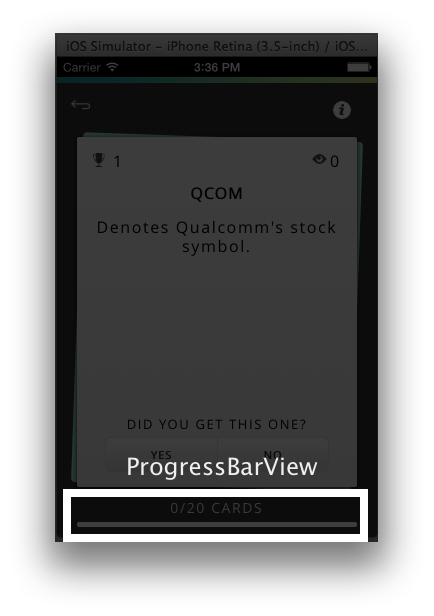 iOS Simulator - iPhone Retina (3.5-inch) / iOS...
Carrier 3:36 PM
1 0
QCOM
Denotes Qualcomm's stock
symbol.
DID YOU GET THIS ONE?
YES NO
ProgressBarView
0/20 CARDS